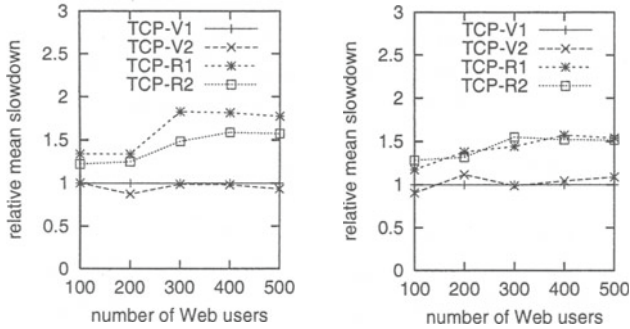 relative mean slowdown
3
2.5
2
1.5
1
0.5
0
TCP-V1
TCP-V2
TCP-R1
TCP-R2
100 200 300 400 500
number of Web users
relative mean slowdown
3
2.5
2
1.5
1
0.5
0
TCP-V1
TCP-V2
TCP-R1
TCP-R2
100 200 300 400 500
number of Web users